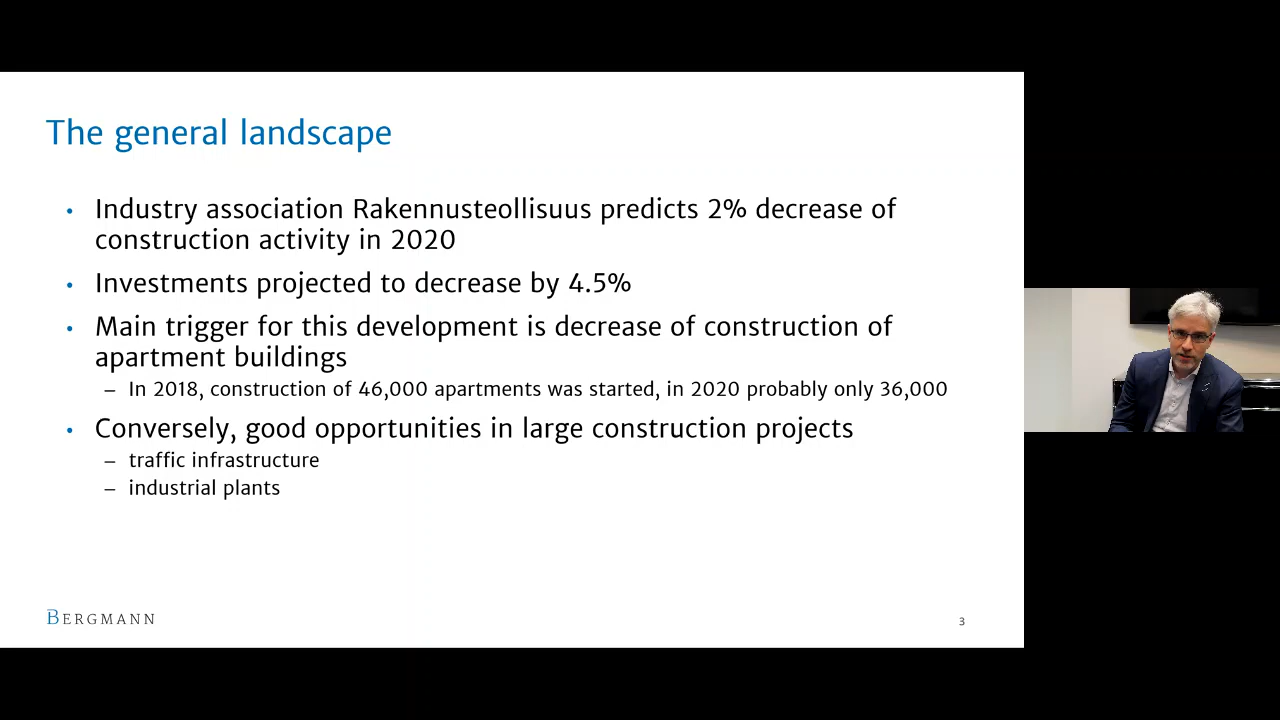 The general landscape
• Industry association Rakennusteollisuus predicts 2% decrease of
construction activity in 2020
• Investments projected to decrease by 4.5%
• Main trigger for this development is decrease of construction of
apartment buildings
– In 2018, construction of 46,000 apartments was started, in 2020 probably only 36,000
• Conversely, good opportunities in large construction projects
– traffic infrastructure
– industrial plants
BERGMANN
3